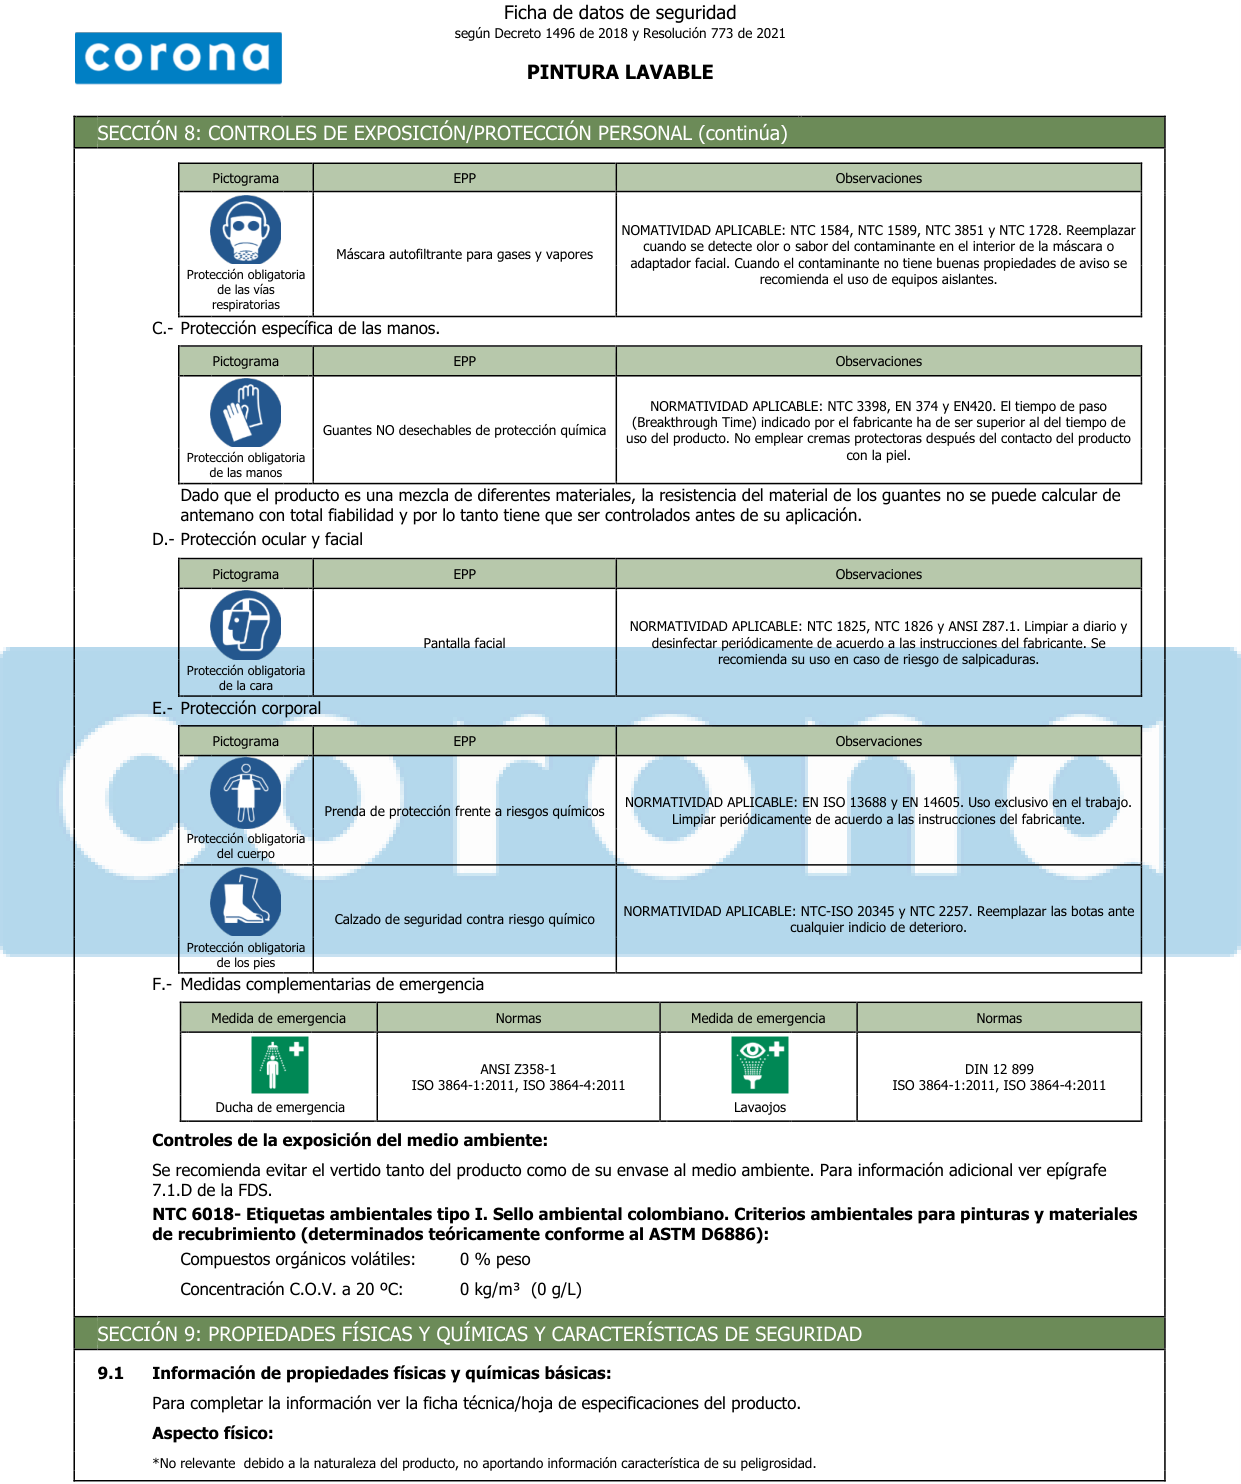 Ficha de datos de seguridad
según Decreto 1496 de 2018 y Resolución 773 de 2021
corona
PINTURA LAVABLE
SECCIÓN 8: CONTROLES DE EXPOSICIÓN/PROTECCIÓN PERSONAL (continúa)
Pictograma EPP Observaciones
Protección obligatoria
de las vías
respiratorias
Máscara autofiltrante para gases y vapores
NOMATIVIDAD APLICABLE: NTC 1584, NTC 1589, NTC 3851 y NTC 1728. Reemplazar
cuando se detecte olor o sabor del contaminante en el interior de la máscara o
adaptador facial. Cuando el contaminante no tiene buenas propiedades de aviso se
recomienda el uso de equipos aislantes.
C.- Protección específica de las manos.
Pictograma EPP Observaciones
Protección obligatoria
de las manos
Guantes NO desechables de protección química
NORMATIVIDAD APLICABLE: NTC 3398, EN 374 y EN420. El tiempo de paso
(Breakthrough Time) indicado por el fabricante ha de ser superior al del tiempo de
uso del producto. No emplear cremas protectoras después del contacto del producto
con la piel.
Dado que el producto es una mezcla de diferentes materiales, la resistencia del material de los guantes no se puede calcular de
antemano con total fiabilidad y por lo tanto tiene que ser controlados antes de su aplicación.
D.- Protección ocular y facial
Pictograma EPP Observaciones
Protección obligatoria
de la cara
Pantalla facial
NORMATIVIDAD APLICABLE: NTC 1825, NTC 1826 y ANSI Z87.1. Limpiar a diario y
desinfectar periódicamente de acuerdo a las instrucciones del fabricante. Se
recomienda su uso en caso de riesgo de salpicaduras.
E.- Protección corporal
Pictograma EPP Observaciones
Protección obligatoria
del cuerpo
Prenda de protección frente a riesgos químicos
NORMATIVIDAD APLICABLE: EN ISO 13688 y EN 14605. Uso exclusivo en el trabajo.
Limpiar periódicamente de acuerdo a las instrucciones del fabricante.
Protección obligatoria
de los pies
Calzado de seguridad contra riesgo químico
NORMATIVIDAD APLICABLE: NTC-ISO 20345 y NTC 2257. Reemplazar las botas ante
cualquier indicio de deterioro.
corona
F.- Medidas complementarias de emergencia
Medida de emergencia Normas Medida de emergencia Normas
Ducha de emergencia
ANSI Z358-1
ISO 3864-1:2011, ISO 3864-4:2011
Lavaojos
DIN 12 899
ISO 3864-1:2011, ISO 3864-4:2011
Controles de la exposición del medio ambiente:
Se recomienda evitar el vertido tanto del producto como de su envase al medio ambiente. Para información adicional ver epígrafe
7.1.D de la FDS.
NTC 6018- Etiquetas ambientales tipo I. Sello ambiental colombiano. Criterios ambientales para pinturas y materiales
de recubrimiento (determinados teóricamente conforme al ASTM D6886):
Compuestos orgánicos volátiles: 0 % peso
Concentración C.O.V. a 20 ºC: 0 kg/m³ (0 g/L)
SECCIÓN 9: PROPIEDADES FÍSICAS Y QUÍMICAS Y CARACTERÍSTICAS DE SEGURIDAD
9.1 Información de propiedades físicas y químicas básicas:
Para completar la información ver la ficha técnica/hoja de especificaciones del producto.
Aspecto físico:
*No relevante debido a la naturaleza del producto, no aportando información característica de su peligrosidad.